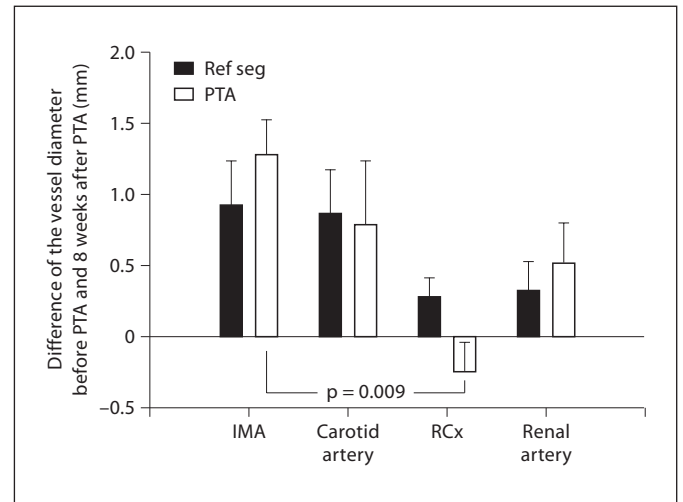 Difference of the vessel diameter
before PTA and 8 weeks after PTA (mm)
2.0
1.5
1.0
0.5
0
–0.5
Ref seg
PTA
p = 0.009
IMA
Carotid
artery
RCx
Renal
artery